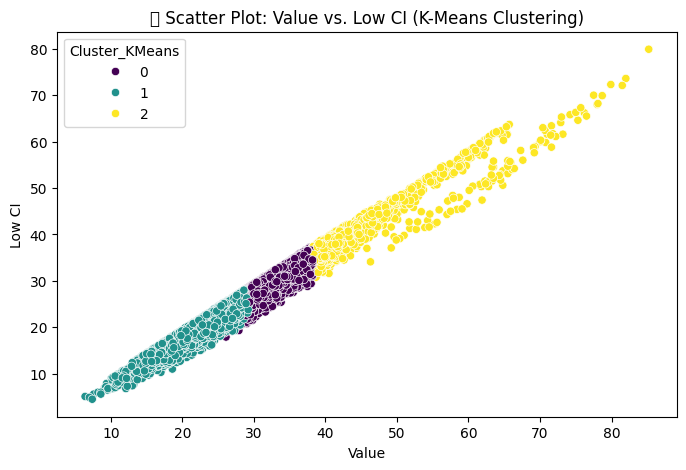 ▯ Scatter Plot: Value vs. Low CI (K-Means Clustering)
Cluster_KMeans
0
1
2
80
70
60
50
40
30
20
10
Low CI
10 20 30 40 50 60 70 80
Value